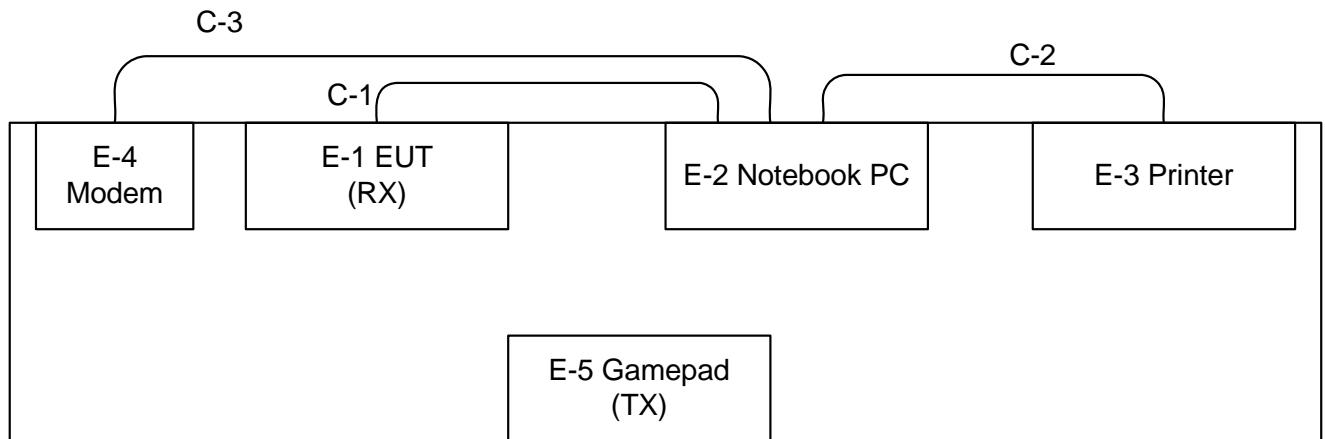 C-3
C-2
C-1
E-4
Modem
E-1 EUT
(RX)
E-2 Notebook PC
E-3 Printer
E-5 Gamepad
(TX)